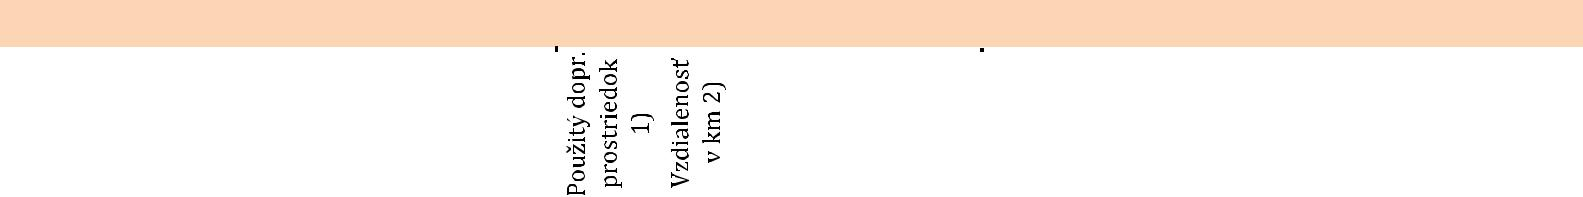 Použitý dopr.
prostriedok
1)
Vzdialenosť
v km 2)